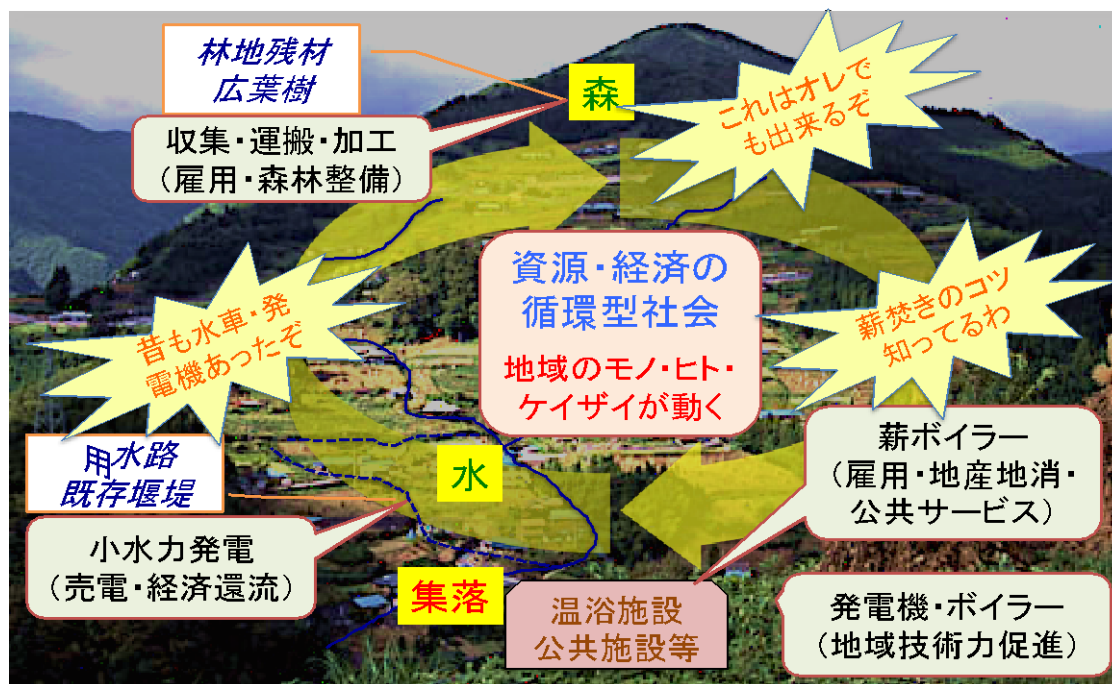 林地残材
広葉樹
収集・運搬・加工
（雇用・森林整備）
森
これはオレで
も出来るぞ
資源・経済の
循環型社会
地域のモノ・ヒト・
ケイザイが動く
昔も水車・発
電機あったぞ
薪焚きのコツ
知ってるわ
用水路
既存堰堤
小水力発電
（売電・経済還流）
水
集落
薪ボイラー
（雇用・地産地消・
公共サービス）
温浴施設
公共施設等
発電機・ボイラー
（地域技術力促進）